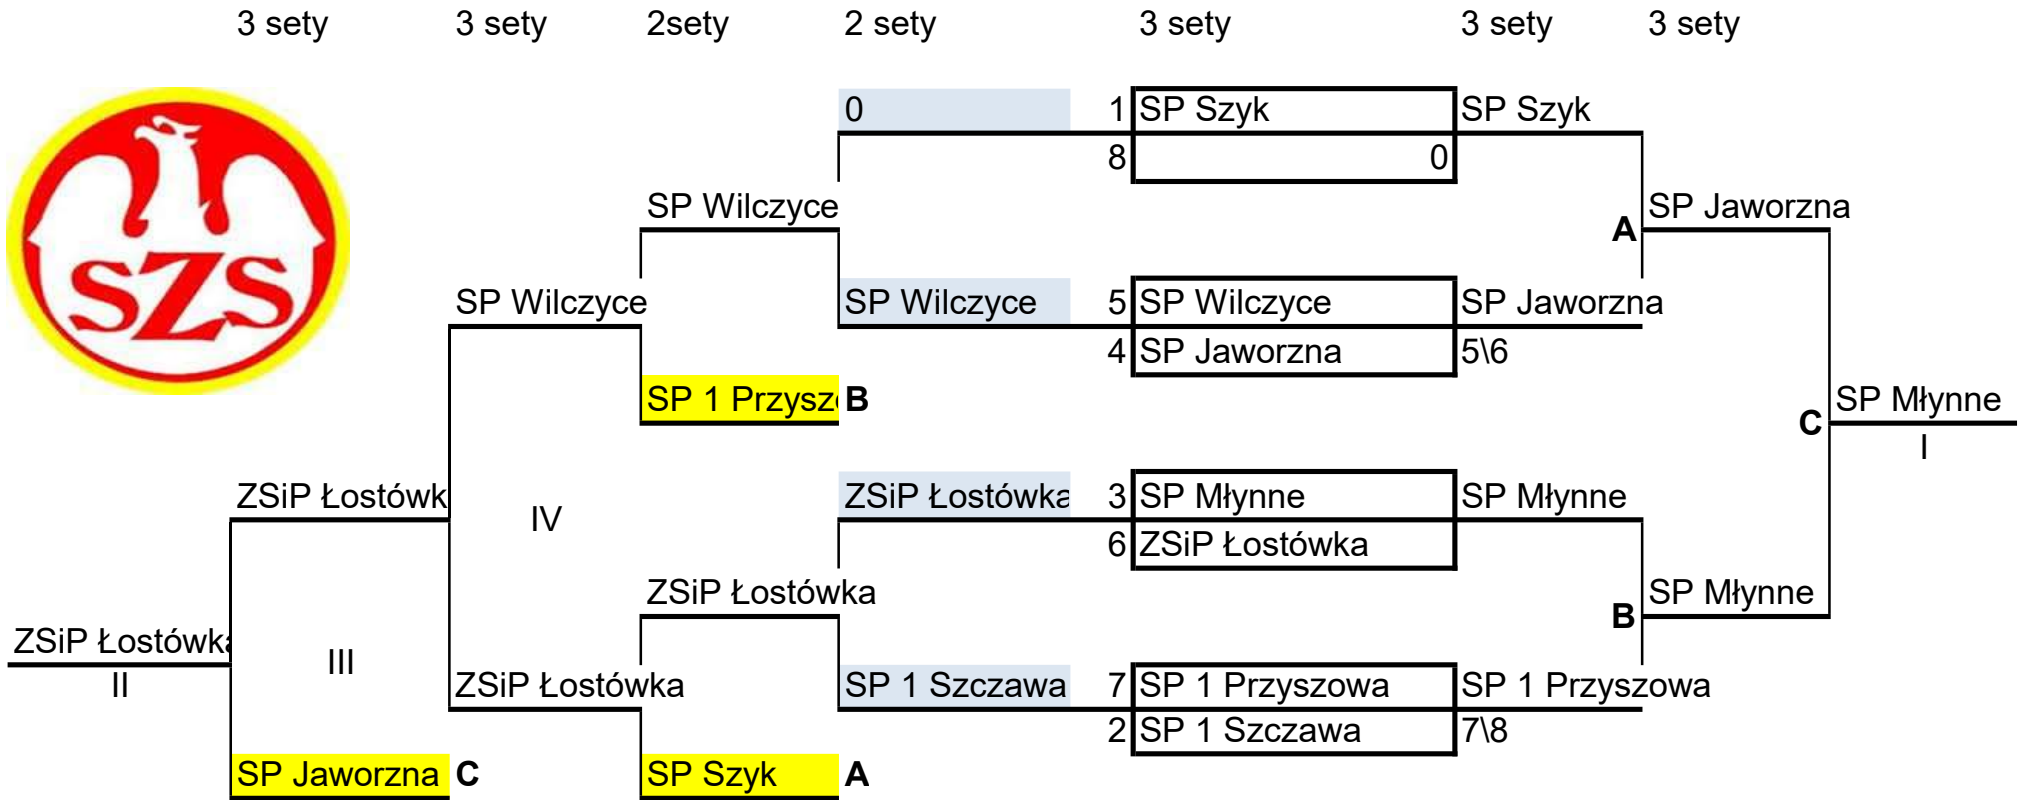 3 sety 3 sety 2sety 2 sety 3 sety 3 sety 3 sety
0 1 SP Szyk SP Szyk
8 0
SP Wilczyce SP Jaworzna
A
SZS
SP Wilczyce SP Wilczyce 5 SP Wilczyce SP Jaworzna
4 SP Jaworzna 5\6
SP 1 Przysz B SP Młynne
C
I
ZSiP Łostówk ZSiP Łostówka 3 SP Młynne SP Młynne
IV
6 ZSiP Łostówka
ZSiP Łostówka SP Młynne
B
ZSiP Łostówka
III
II
ZSiP Łostówka SP 1 Szczawa 7 SP 1 Przyszowa SP 1 Przyszowa
2 SP 1 Szczawa 7\8
SP Jaworzna C SP Szyk A